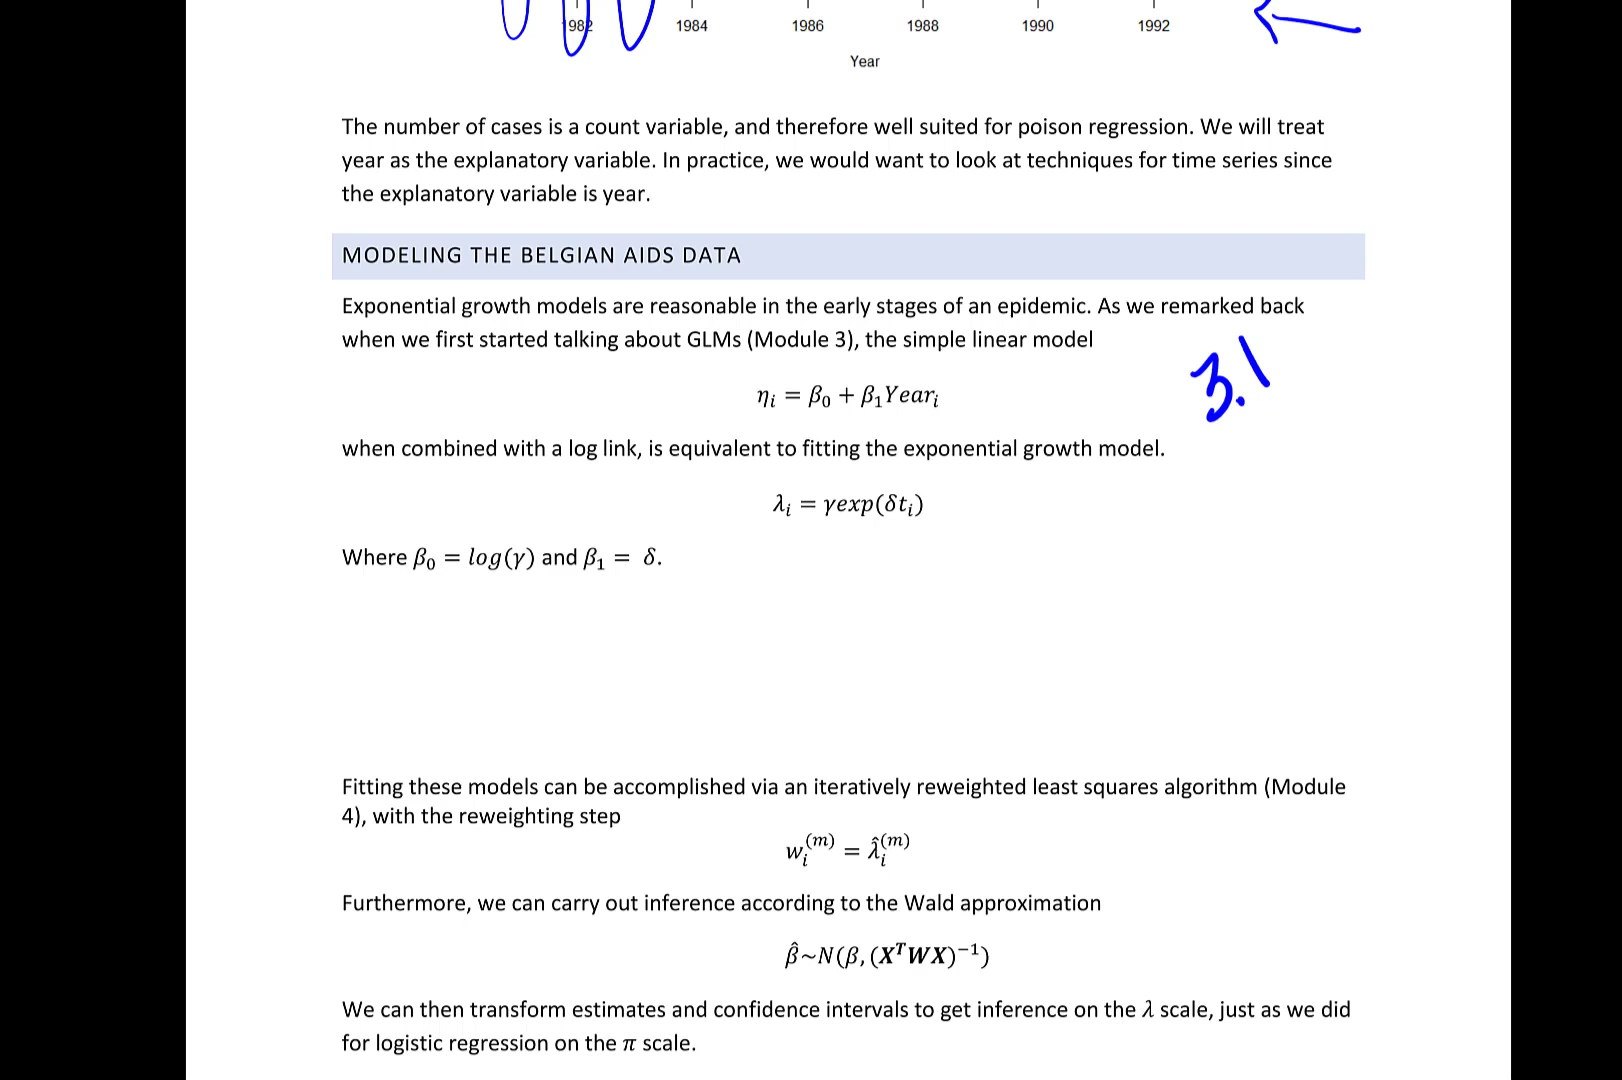 1982 1984 1986 1988 1990 1992
Year
The number of cases is a count variable, and therefore well suited for poison regression. We will treat
year as the explanatory variable. In practice, we would want to look at techniques for time series since
the explanatory variable is year.
MODELING THE BELGIAN AIDS DATA
Exponential growth models are reasonable in the early stages of an epidemic. As we remarked back
when we first started talking about GLMs (Module 3), the simple linear model
3.1
ηᵢ = β₀ + β₁Yearᵢ
when combined with a log link, is equivalent to fitting the exponential growth model.
λᵢ = γexp(δtᵢ)
Where β₀ = log(γ) and β₁ = δ.
Fitting these models can be accomplished via an iteratively reweighted least squares algorithm (Module
4), with the reweighting step
wᵢ⁽ᵐ⁾ = λ̂ᵢ⁽ᵐ⁾
Furthermore, we can carry out inference according to the Wald approximation
β̂~N(β, (XᵀWX)⁻¹)
We can then transform estimates and confidence intervals to get inference on the λ scale, just as we did
for logistic regression on the π scale.